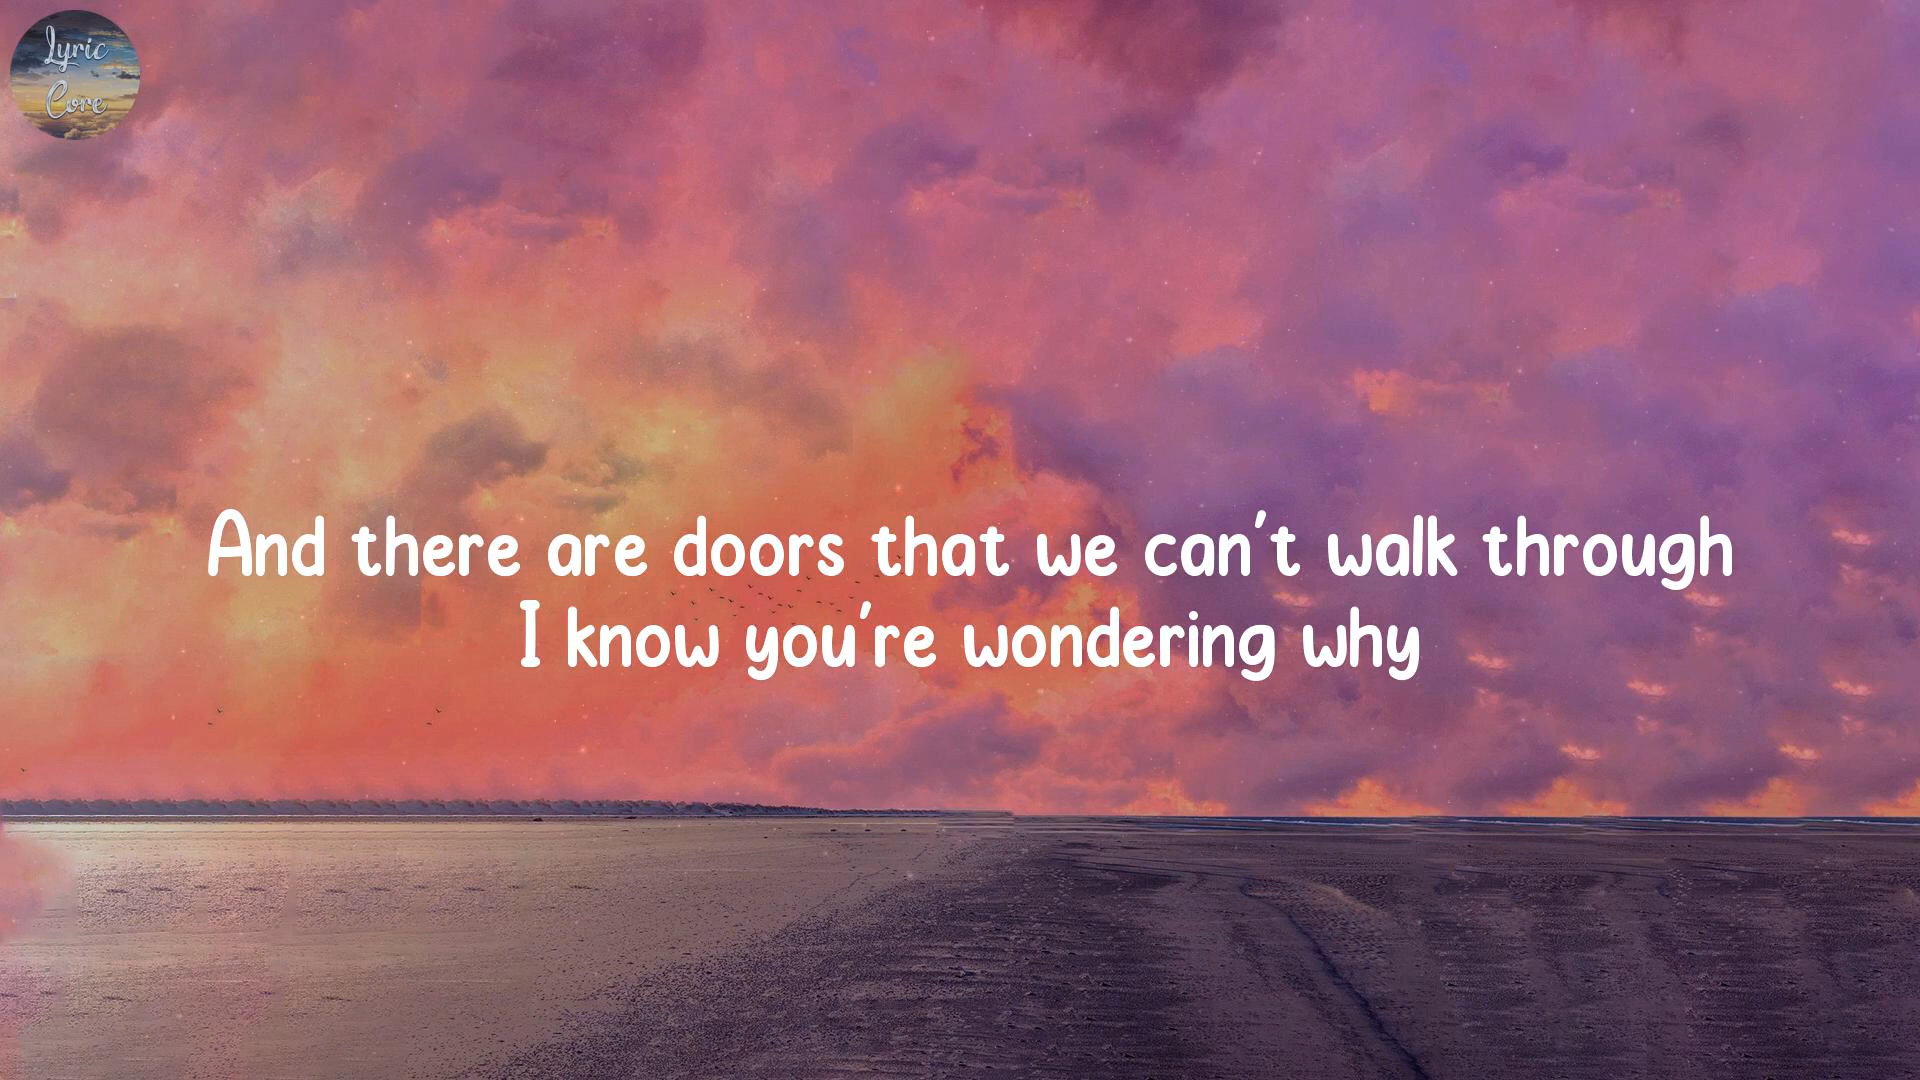 Lyric
Core
And there are doors that we can't walk through
I know you're wondering why